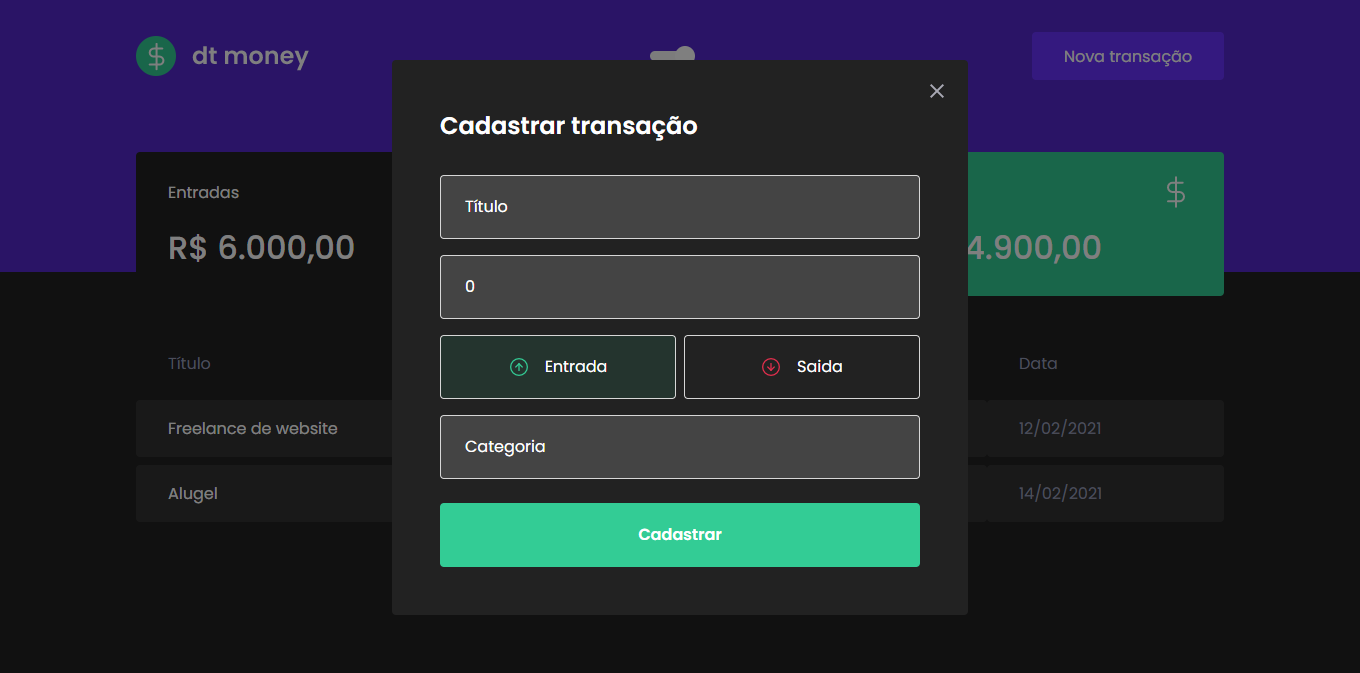 dt money
Nova transação
Cadastrar transação
Entradas
R$ 6.000,00
4.900,00
Título
0
Entrada
Saida
Categoria
Cadastrar
Título
Data
Freelance de website
12/02/2021
Alugel
14/02/2021